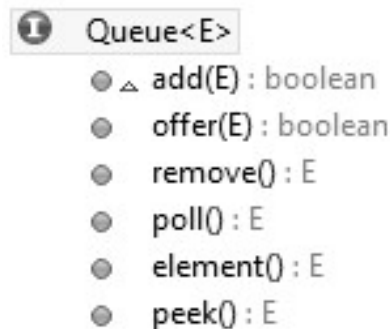 I Queue<E>
add(E) : boolean
offer(E) : boolean
remove() : E
poll() : E
element() : E
peek() : E